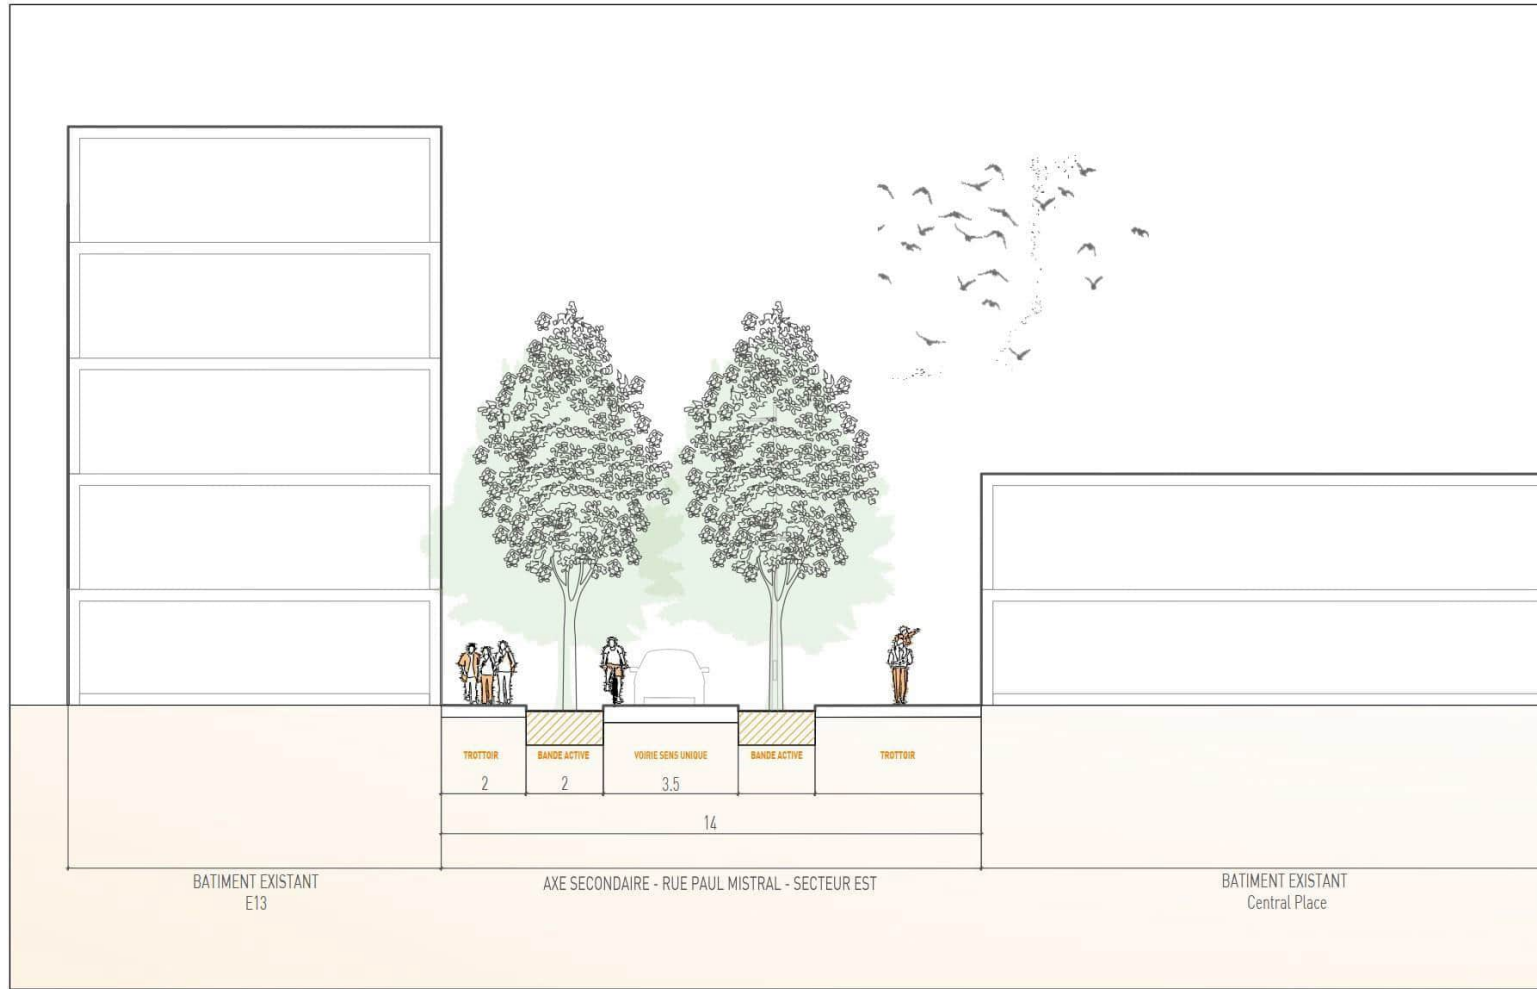 TROTTOIR
BANDE ACTIVE
VOIRIE SENS UNIQUE
BANDE ACTIVE
TROTTOIR
2
2
3.5
14
BATIMENT EXISTANT
E13
AXE SECONDAIRE - RUE PAUL MISTRAL - SECTEUR EST
BATIMENT EXISTANT
Central Place